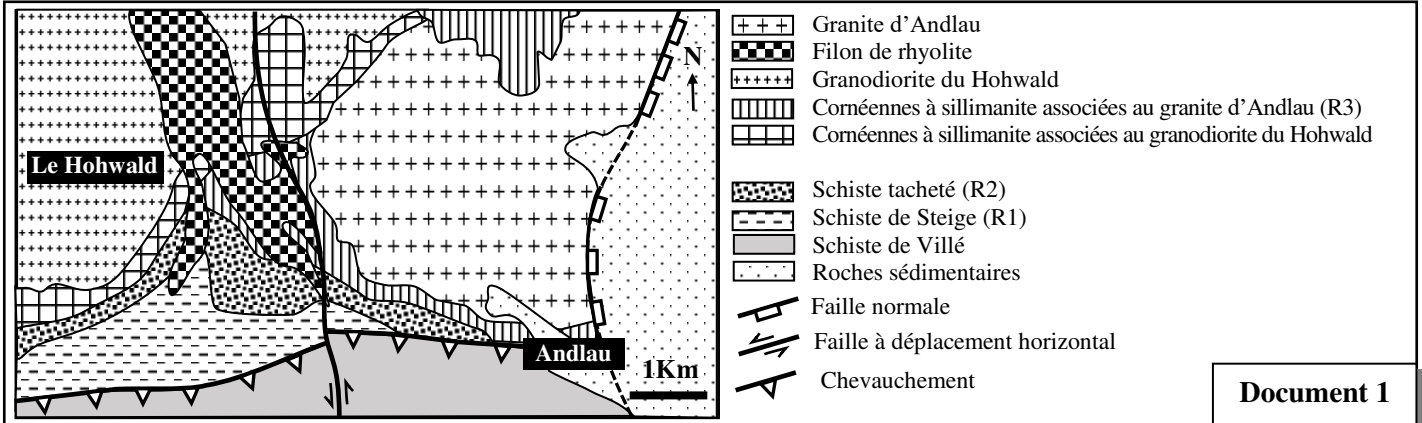 Le Hohwald
N
Andlau
1Km
Granite d'Andlau
Filon de rhyolite
Granodiorite du Hohwald
Cornéennes à sillimanite associées au granite d'Andlau (R3)
Cornéennes à sillimanite associées au granodiorite du Hohwald
Schiste tacheté (R2)
Schiste de Steige (R1)
Schiste de Villé
Roches sédimentaires
Faille normale
Faille à déplacement horizontal
Chevauchement
Document 1